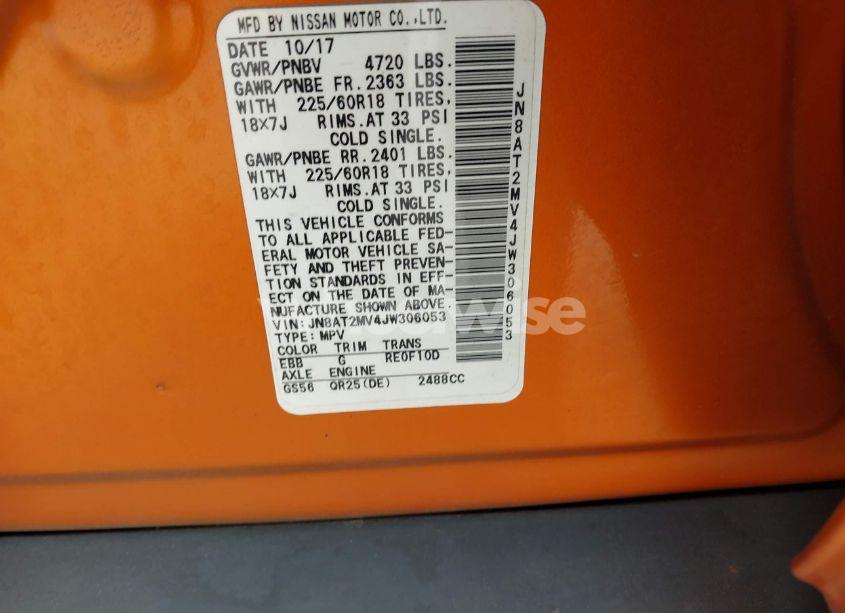 MFD BY NISSAN MOTOR CO.,LTD.
DATE 10/17
GVWR/PNBV 4720 LBS.
GAWR/PNBE FR. 2363 LBS.
WITH 225/60R18 TIRES,
18X7J RIMS.AT 33 PSI
COLD SINGLE.
GAWR/PNBE RR. 2401 LBS.
WITH 225/60R18 TIRES,
18X7J RIMS.AT 33 PSI
COLD SINGLE.
THIS VEHICLE CONFORMS
TO ALL APPLICABLE FED-
ERAL MOTOR VEHICLE SA-
FETY AND THEFT PREVEN-
TION STANDARDS IN EFF-
ECT ON THE DATE OF MA-
NUFACTURE SHOWN ABOVE.
VIN: JN8AT2MV4JW306053
TYPE: MPV
COLOR TRIM TRANS
EBB G RE0F10D
AXLE ENGINE
GS56 QR25(DE) 2488CC
JN8AT2MV4JW306053